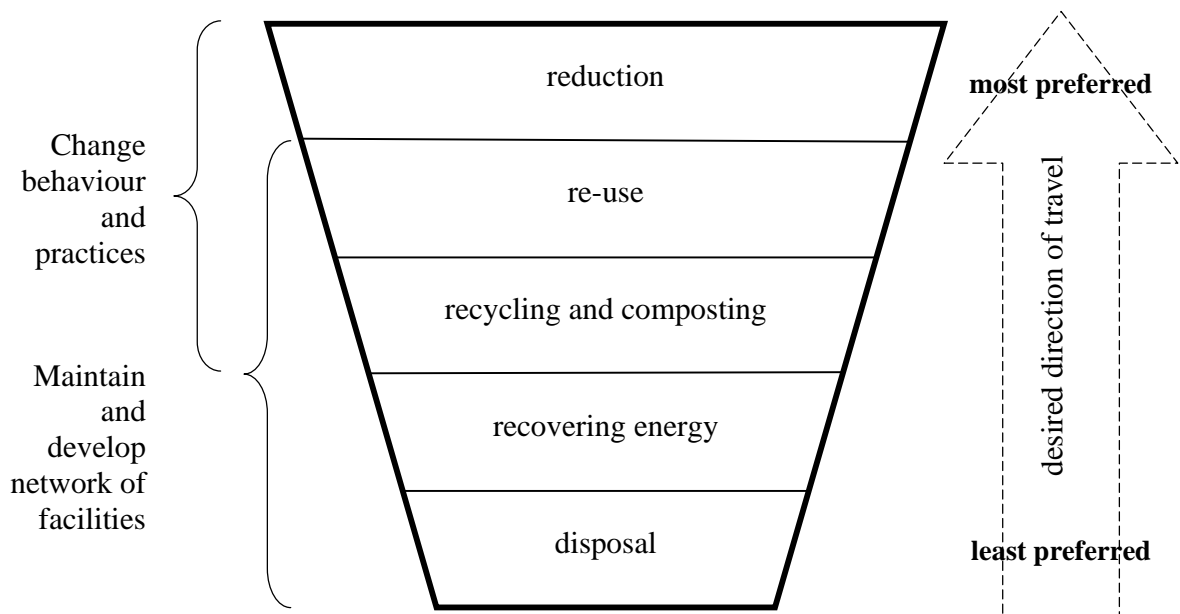 reduction
most preferred
Change
behaviour
and
practices
re-use
recycling and composting
desired direction of travel
Maintain
and
develop
network of
facilities
recovering energy
disposal
least preferred